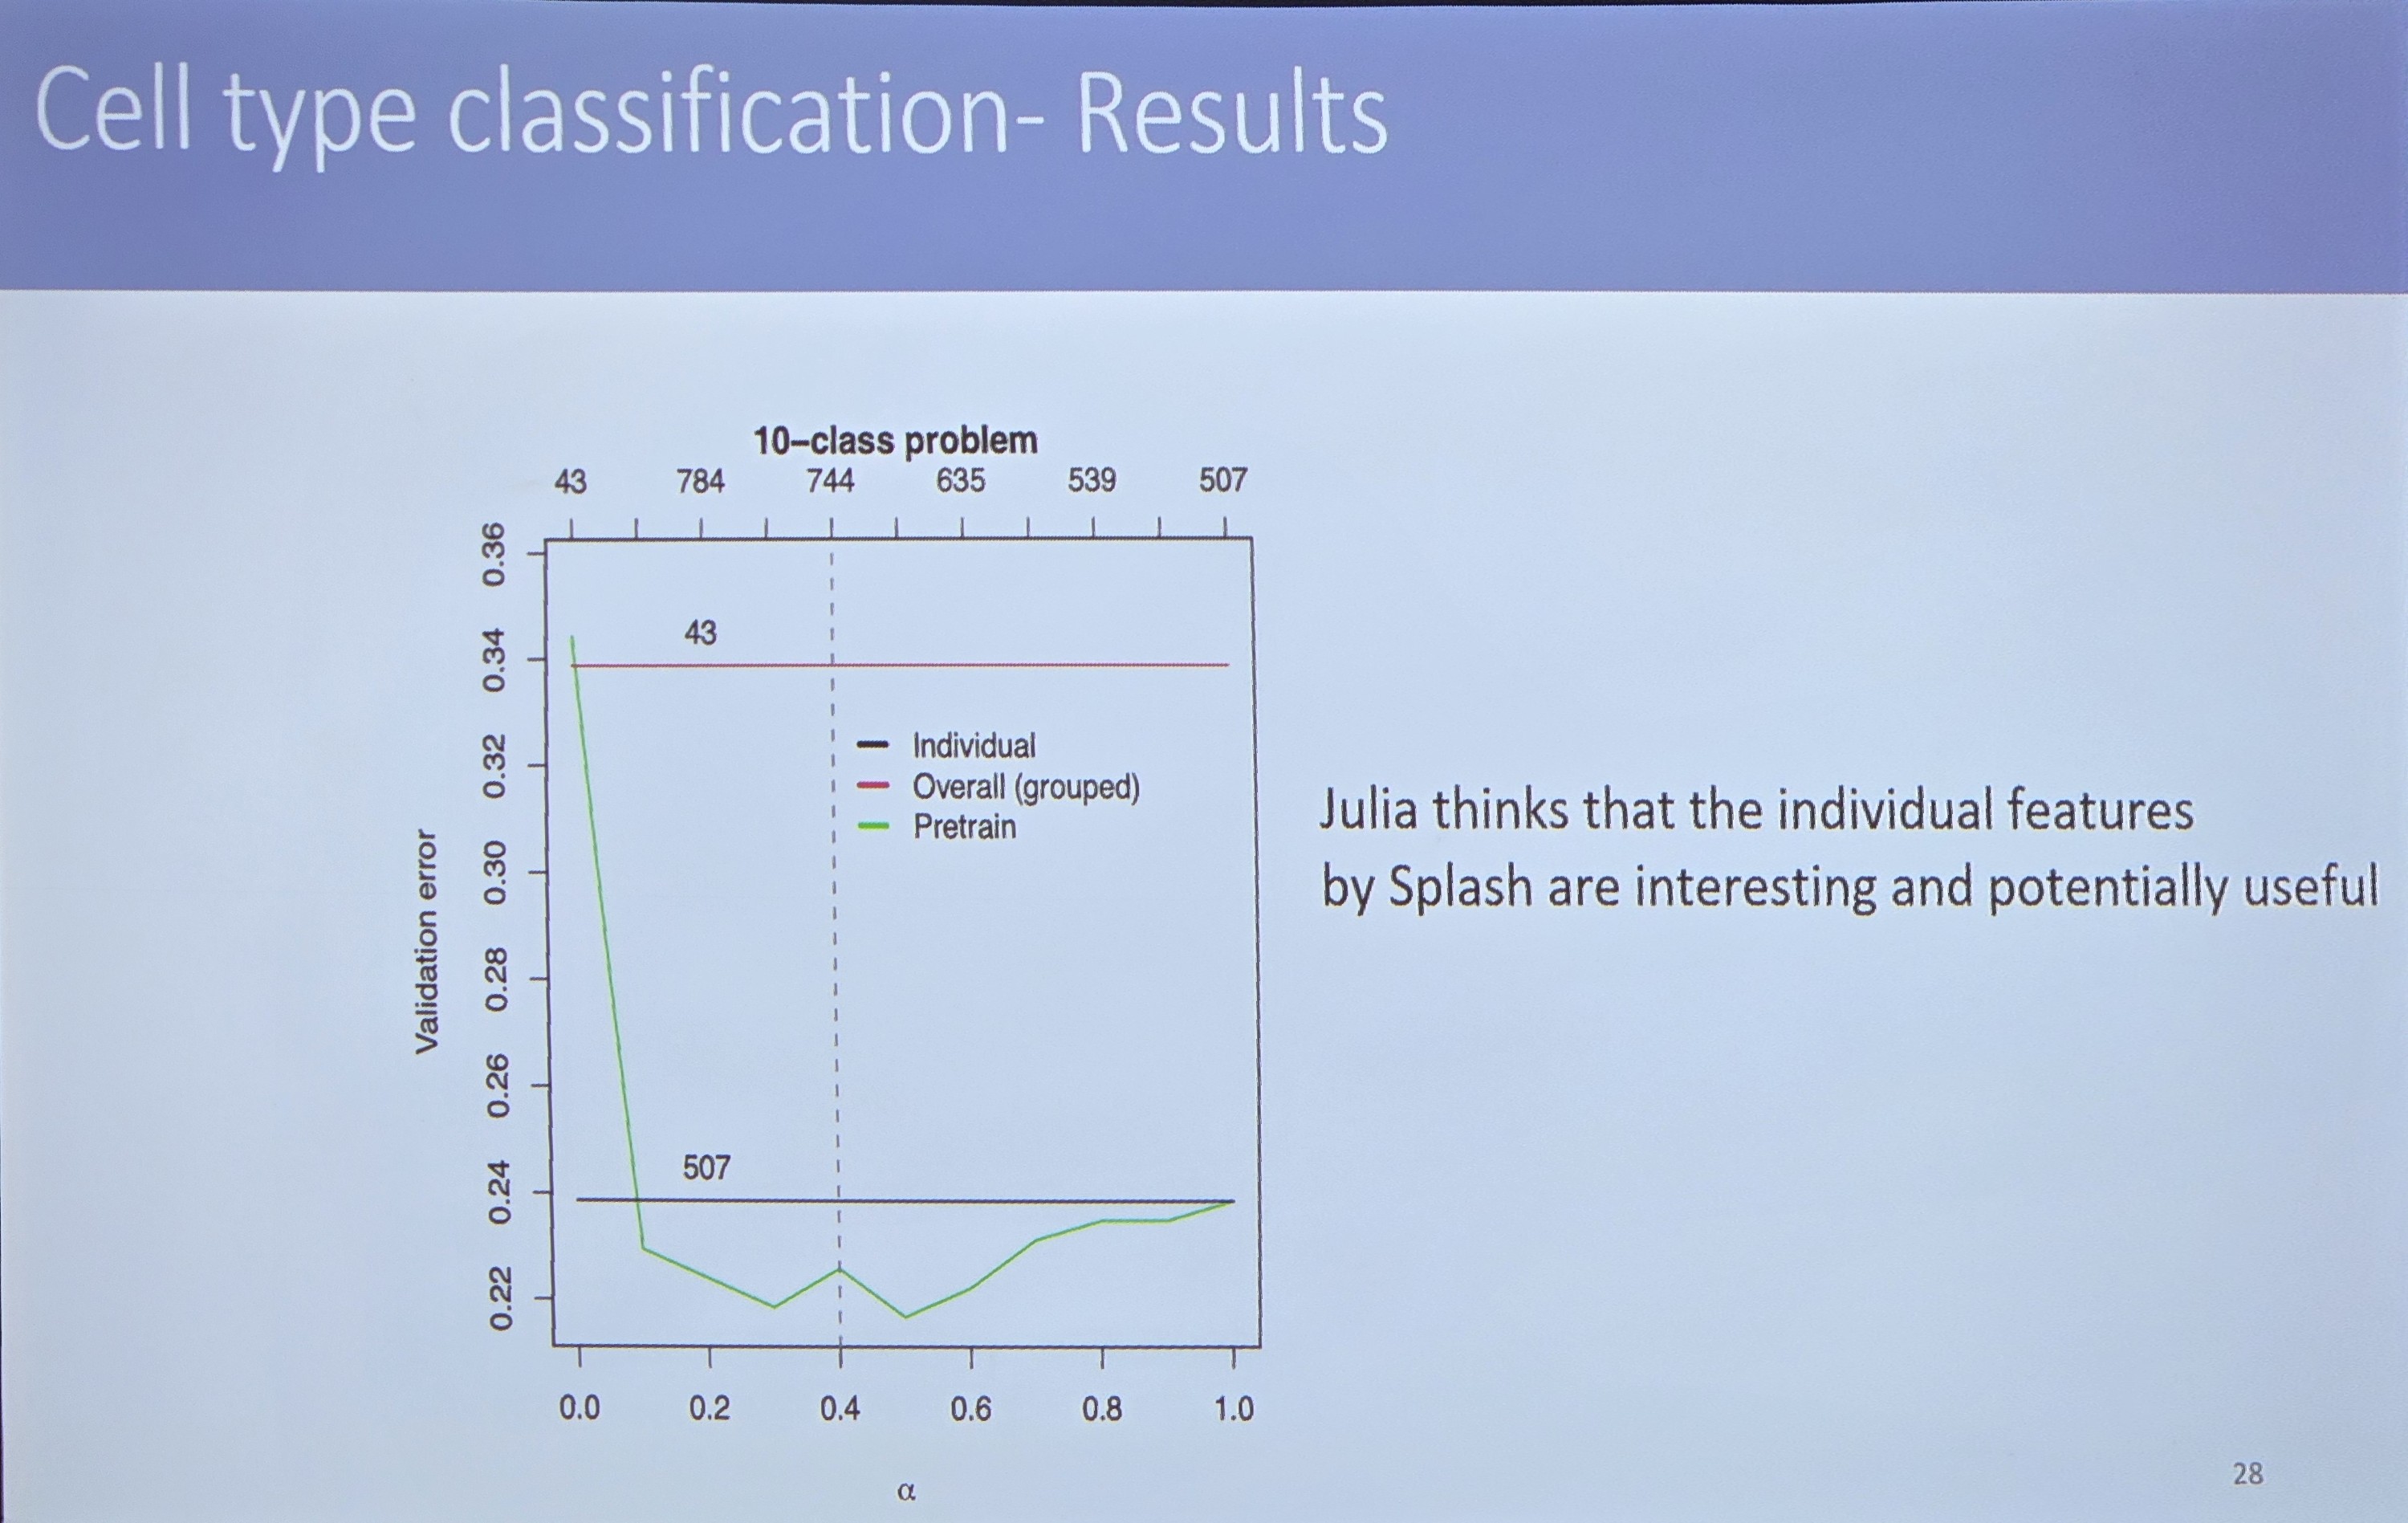 Cell type classification- Results
10–class problem
43 784 744 635 539 507
0.36
0.34
0.32
0.30
0.28
0.26
0.24
0.22
Validation error
43
Individual
Overall (grouped)
Pretrain
507
0.0 0.2 0.4 0.6 0.8 1.0
α
Julia thinks that the individual features
by Splash are interesting and potentially useful
28